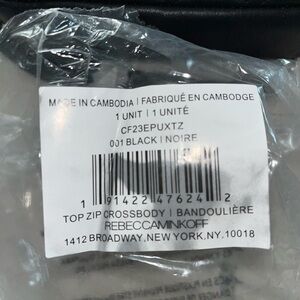 MADE IN CAMBODIA | FABRIQUÉ EN CAMBODGE
1 UNIT | 1 UNITÉ
CF23EPUXTZ
001 BLACK | NOIRE
1 91422 47624 2
TOP ZIP CROSSBODY | BANDOULIÈRE
REBECCAMINKOFF
1412 BROADWAY, NEW YORK, NY. 10018